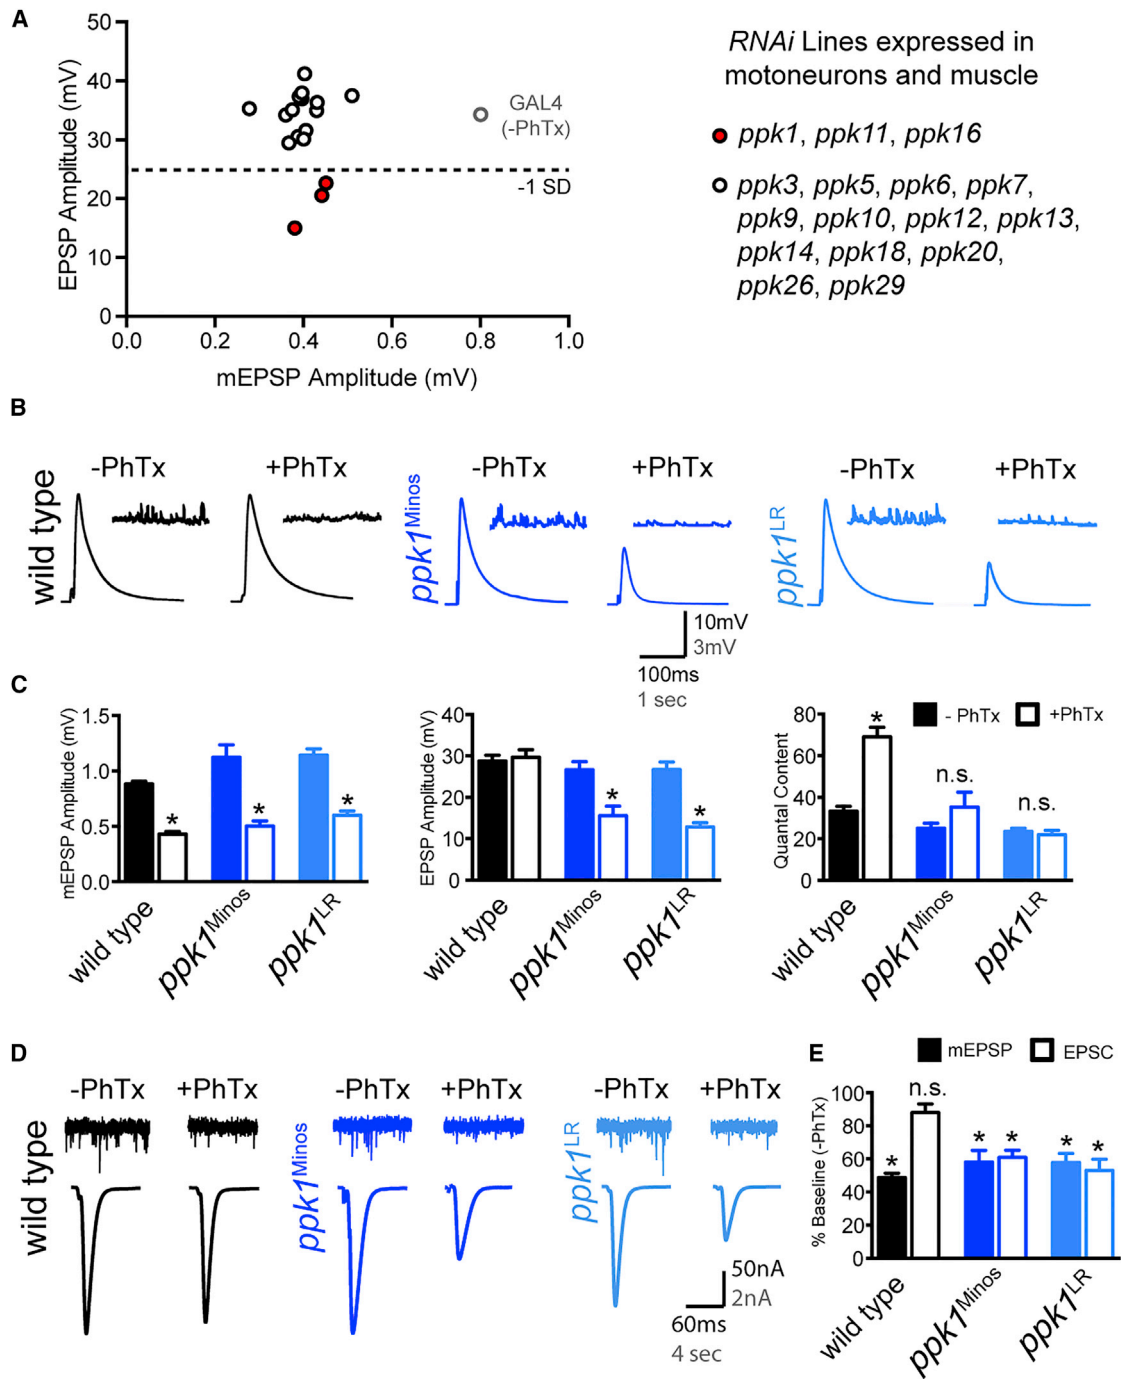 A
50
40
30
20
10
0
EPSP Amplitude (mV)
0.0 0.2 0.4 0.6 0.8 1.0
mEPSP Amplitude (mV)
GAL4
(-PhTx)
-1 SD
RNAi Lines expressed in
motoneurons and muscle
ppk1, ppk11, ppk16
ppk3, ppk5, ppk6, ppk7,
ppk9, ppk10, ppk12, ppk13,
ppk14, ppk18, ppk20,
ppk26, ppk29
B
wild type
-PhTx +PhTx
ppk1Minos
-PhTx +PhTx
ppk1LR
-PhTx +PhTx
10mV
3mV
100ms
1 sec
C
mEPSP Amplitude (mV)
1.5
1.0
0.5
0.0
* * *
wild type ppk1Minos ppk1LR
EPSP Amplitude (mV)
40
30
20
10
0
* *
wild type ppk1Minos ppk1LR
Quantal Content
80
60
40
20
0
- PhTx +PhTx
* n.s. n.s.
wild type ppk1Minos ppk1LR
D
wild type
-PhTx +PhTx
ppk1Minos
-PhTx +PhTx
ppk1LR
-PhTx +PhTx
50nA
2nA
60ms
4 sec
E
mEPSP EPSC
% Baseline (-PhTx)
100
80
60
40
20
0
* n.s. * * * *
wild type ppk1Minos ppk1LR